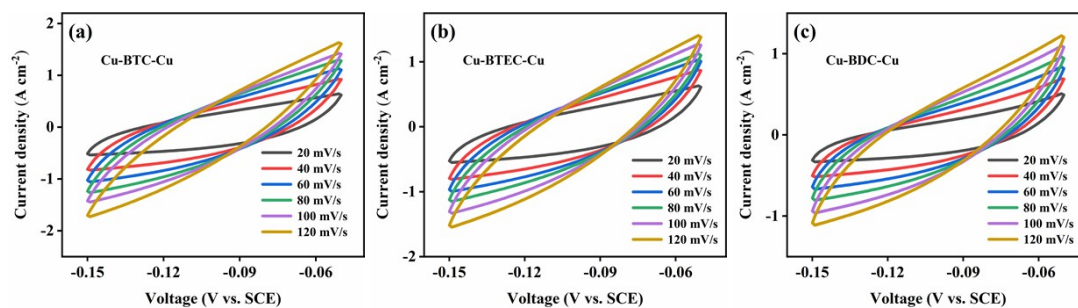 (a)
Cu-BTC-Cu
Current density (A cm⁻²)
2
1
0
-1
-2
20 mV/s
40 mV/s
60 mV/s
80 mV/s
100 mV/s
120 mV/s
-0.15 -0.12 -0.09 -0.06
Voltage (V vs. SCE)
(b)
Cu-BTEC-Cu
Current density (A cm⁻²)
1
0
-1
-2
20 mV/s
40 mV/s
60 mV/s
80 mV/s
100 mV/s
120 mV/s
-0.15 -0.12 -0.09 -0.06
Voltage (V vs. SCE)
(c)
Cu-BDC-Cu
Current density (A cm⁻²)
1
0
-1
20 mV/s
40 mV/s
60 mV/s
80 mV/s
100 mV/s
120 mV/s
-0.15 -0.12 -0.09 -0.06
Voltage (V vs. SCE)